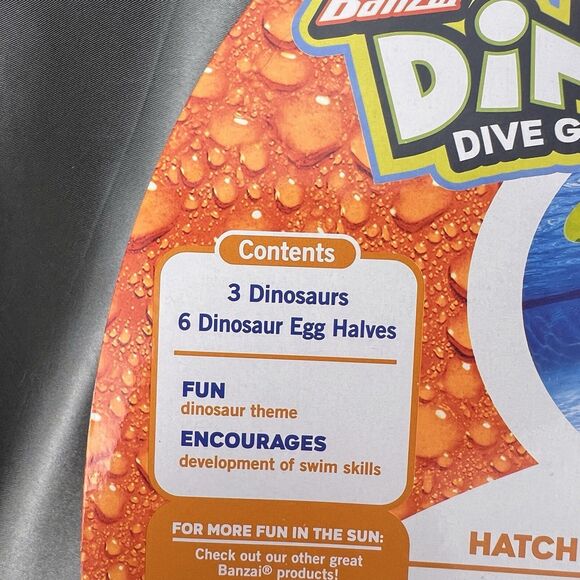 Banzai
DiN
DIVE G
Contents
3 Dinosaurs
6 Dinosaur Egg Halves
FUN
dinosaur theme
ENCOURAGES
development of swim skills
FOR MORE FUN IN THE SUN:
Check out our other great
Banzai® products!
HATCH